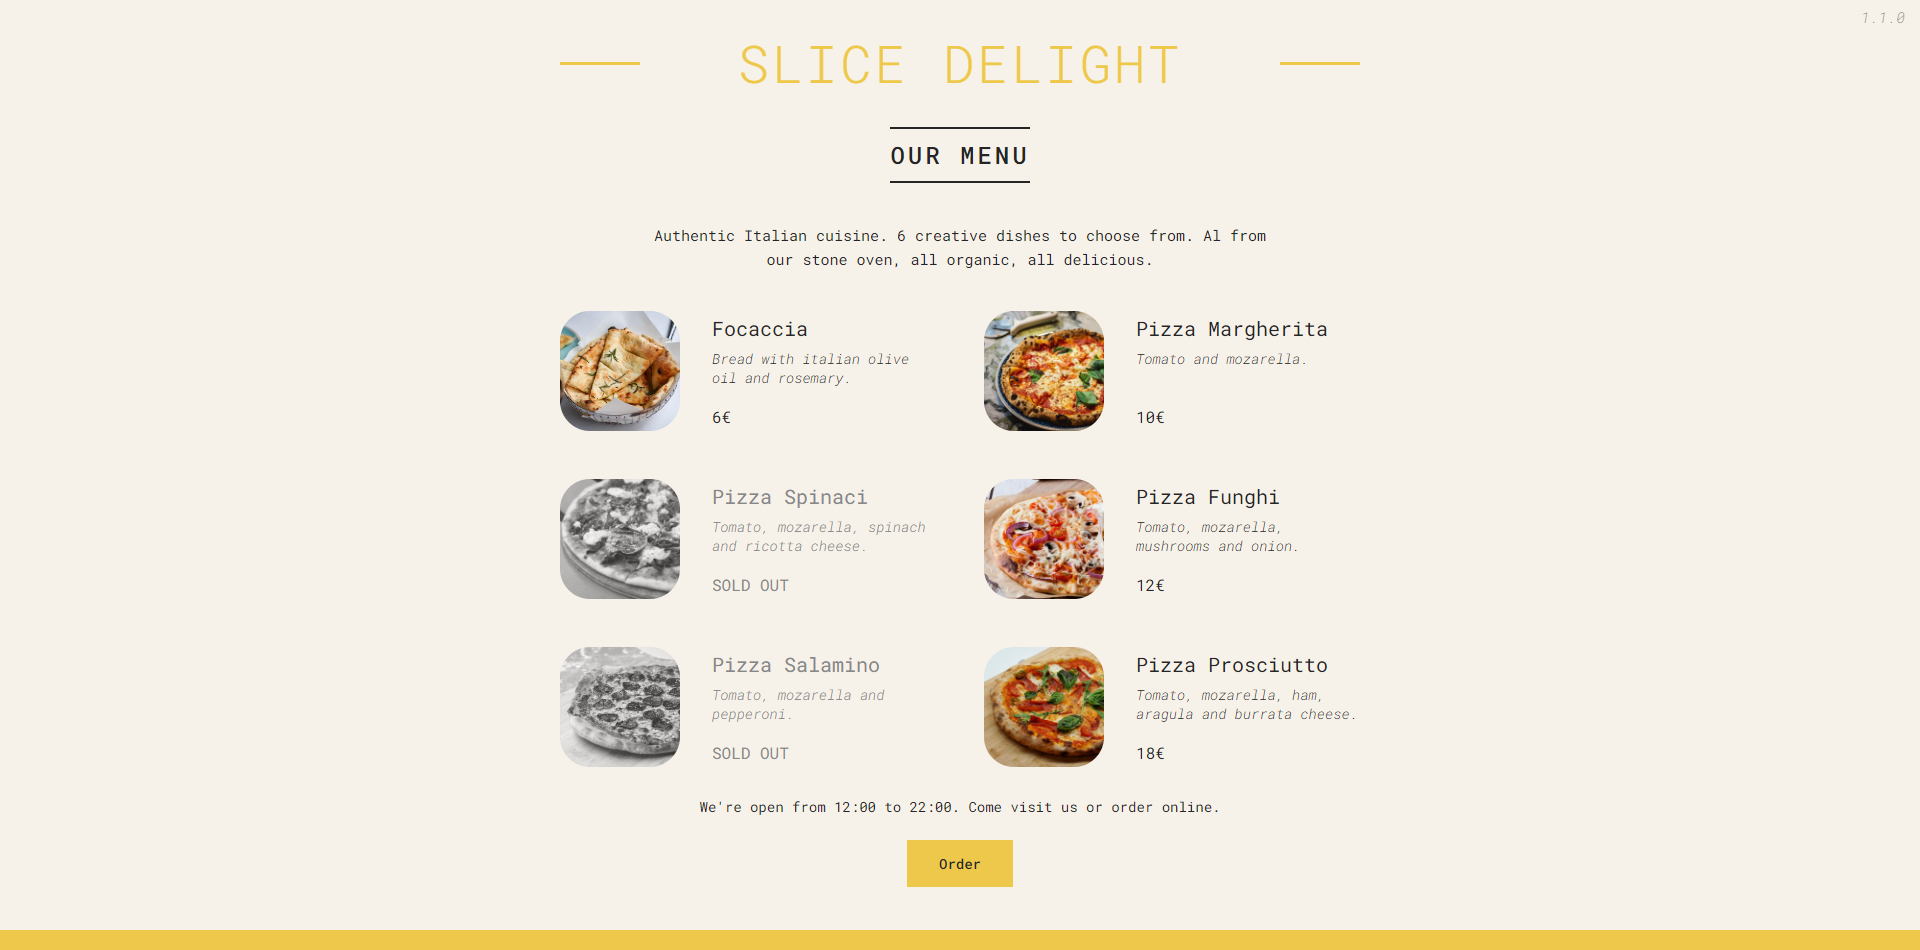 1.1.0
SLICE DELIGHT
OUR MENU
Authentic Italian cuisine. 6 creative dishes to choose from. Al from
our stone oven, all organic, all delicious.
Focaccia
Bread with italian olive
oil and rosemary.
6€
Pizza Margherita
Tomato and mozarella.
10€
Pizza Spinaci
Tomato, mozarella, spinach
and ricotta cheese.
SOLD OUT
Pizza Funghi
Tomato, mozarella,
mushrooms and onion.
12€
Pizza Salamino
Tomato, mozarella and
pepperoni.
SOLD OUT
Pizza Prosciutto
Tomato, mozarella, ham,
aragula and burrata cheese.
18€
We're open from 12:00 to 22:00. Come visit us or order online.
Order